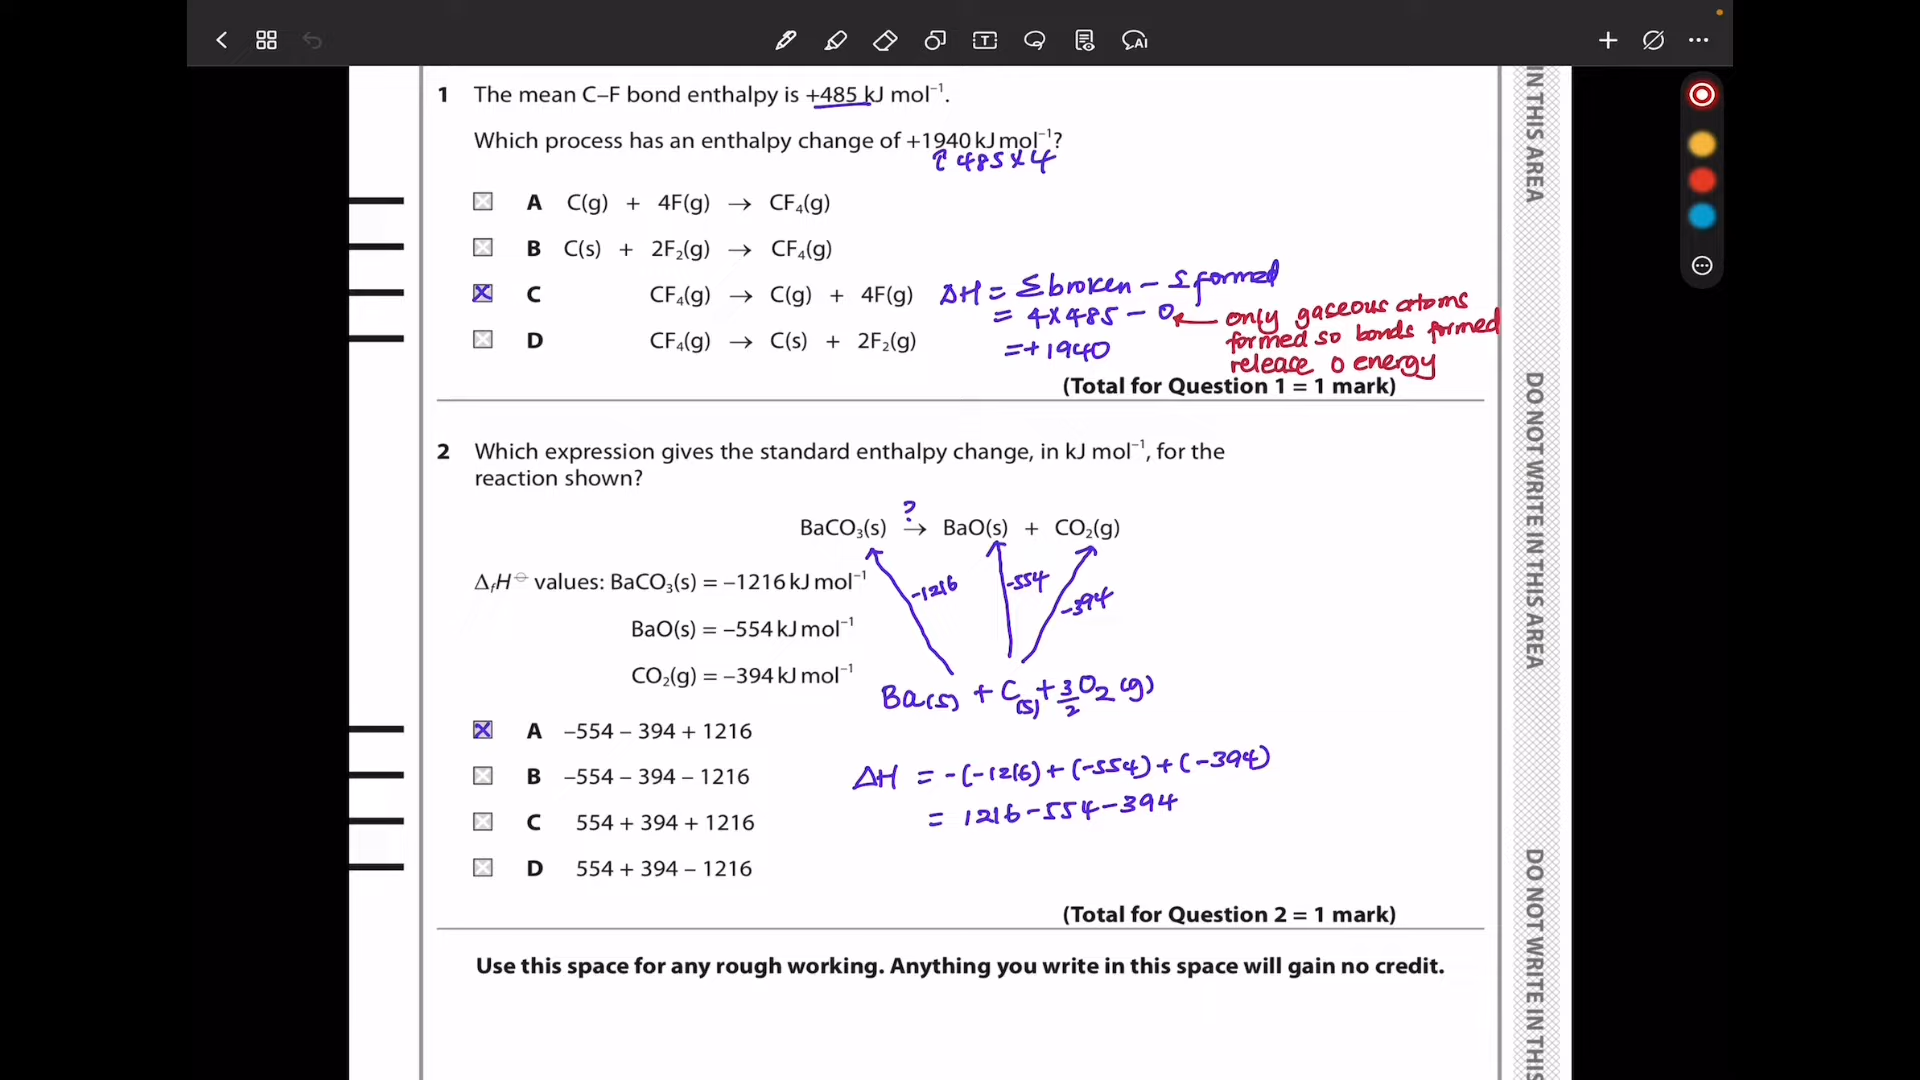 1 The mean C–F bond enthalpy is +485 kJ mol⁻¹.
Which process has an enthalpy change of +1940 kJ mol⁻¹?
↑ 485 × 4
A C(g) + 4F(g) → CF₄(g)
B C(s) + 2F₂(g) → CF₄(g)
C CF₄(g) → C(g) + 4F(g)
D CF₄(g) → C(s) + 2F₂(g)
ΔH = Σ broken − Σ formed
= 4×485 − 0
= +1940
only gaseous atoms
formed so bonds formed
release 0 energy
(Total for Question 1 = 1 mark)
2 Which expression gives the standard enthalpy change, in kJ mol⁻¹, for the
reaction shown?
?
BaCO₃(s) → BaO(s) + CO₂(g)
-1216 -554 -394
ΔfH⦵ values: BaCO₃(s) = –1216 kJ mol⁻¹
BaO(s) = –554 kJ mol⁻¹
CO₂(g) = –394 kJ mol⁻¹
Ba(s) + C(s) + 3/2 O₂ (g)
A –554 – 394 + 1216
B –554 – 394 – 1216
C 554 + 394 + 1216
D 554 + 394 – 1216
ΔH = -(-1216) + (-554) + (-394)
= 1216 - 554 - 394
(Total for Question 2 = 1 mark)
Use this space for any rough working. Anything you write in this space will gain no credit.
IN THIS AREA
DO NOT WRITE IN THIS AREA
DO NOT WRITE IN THIS
T
AI